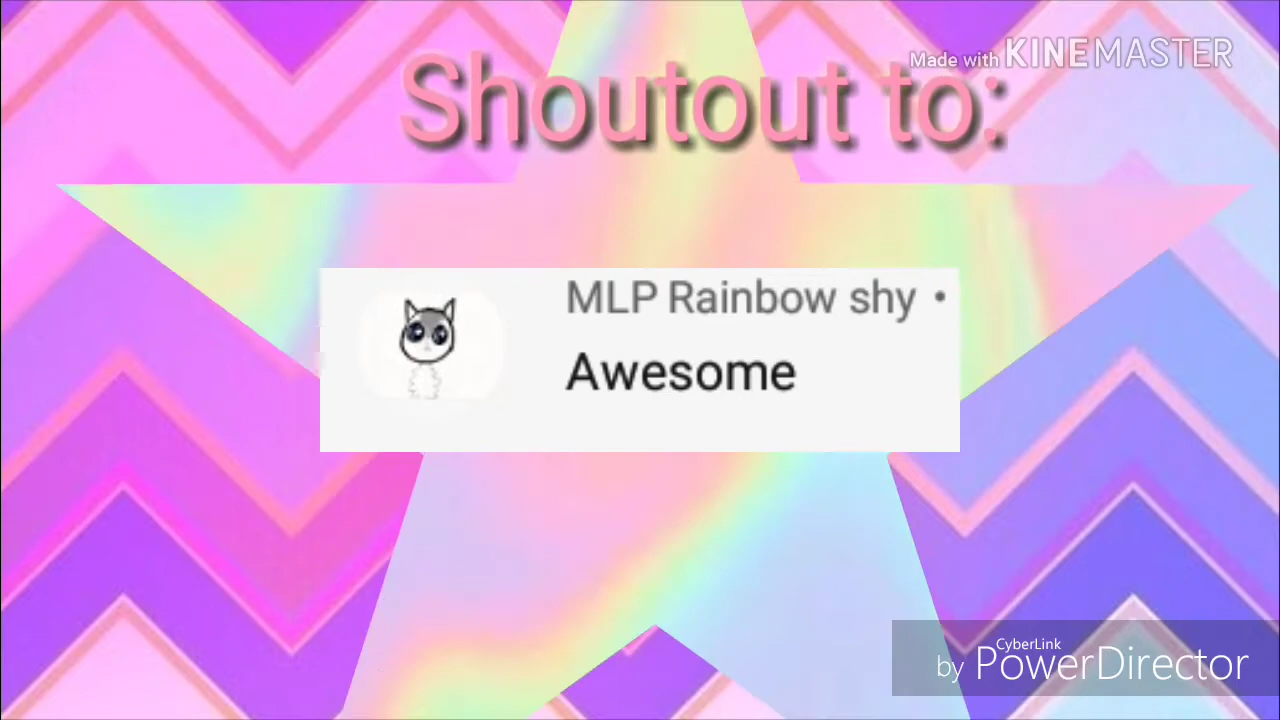 Made with KINEMASTER
Shoutout to:
MLP Rainbow shy •
Awesome
CyberLink
by PowerDirector